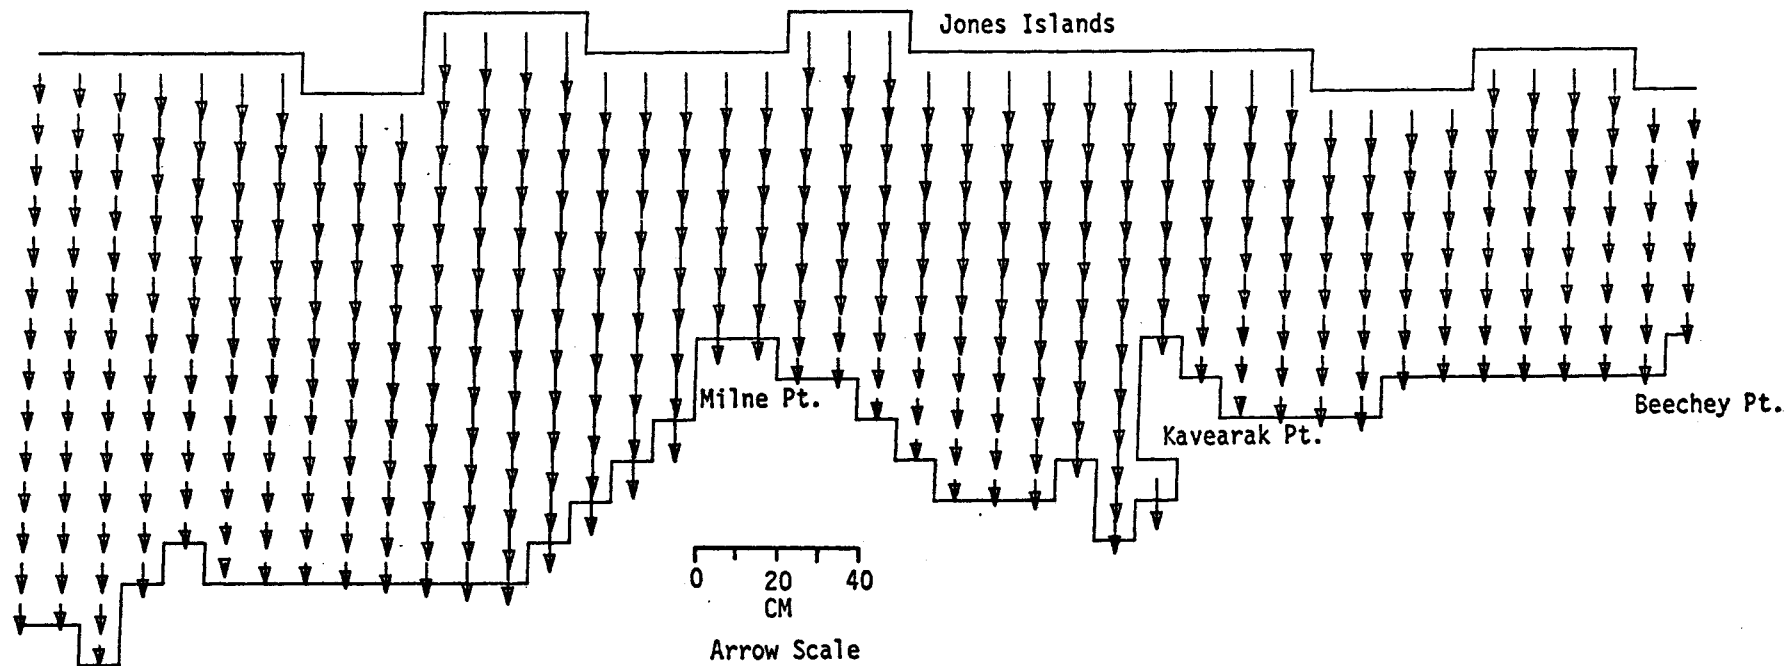 Jones Islands
Milne Pt.
Beechey Pt.
Kavearak Pt.
0 20 40
CM
Arrow Scale